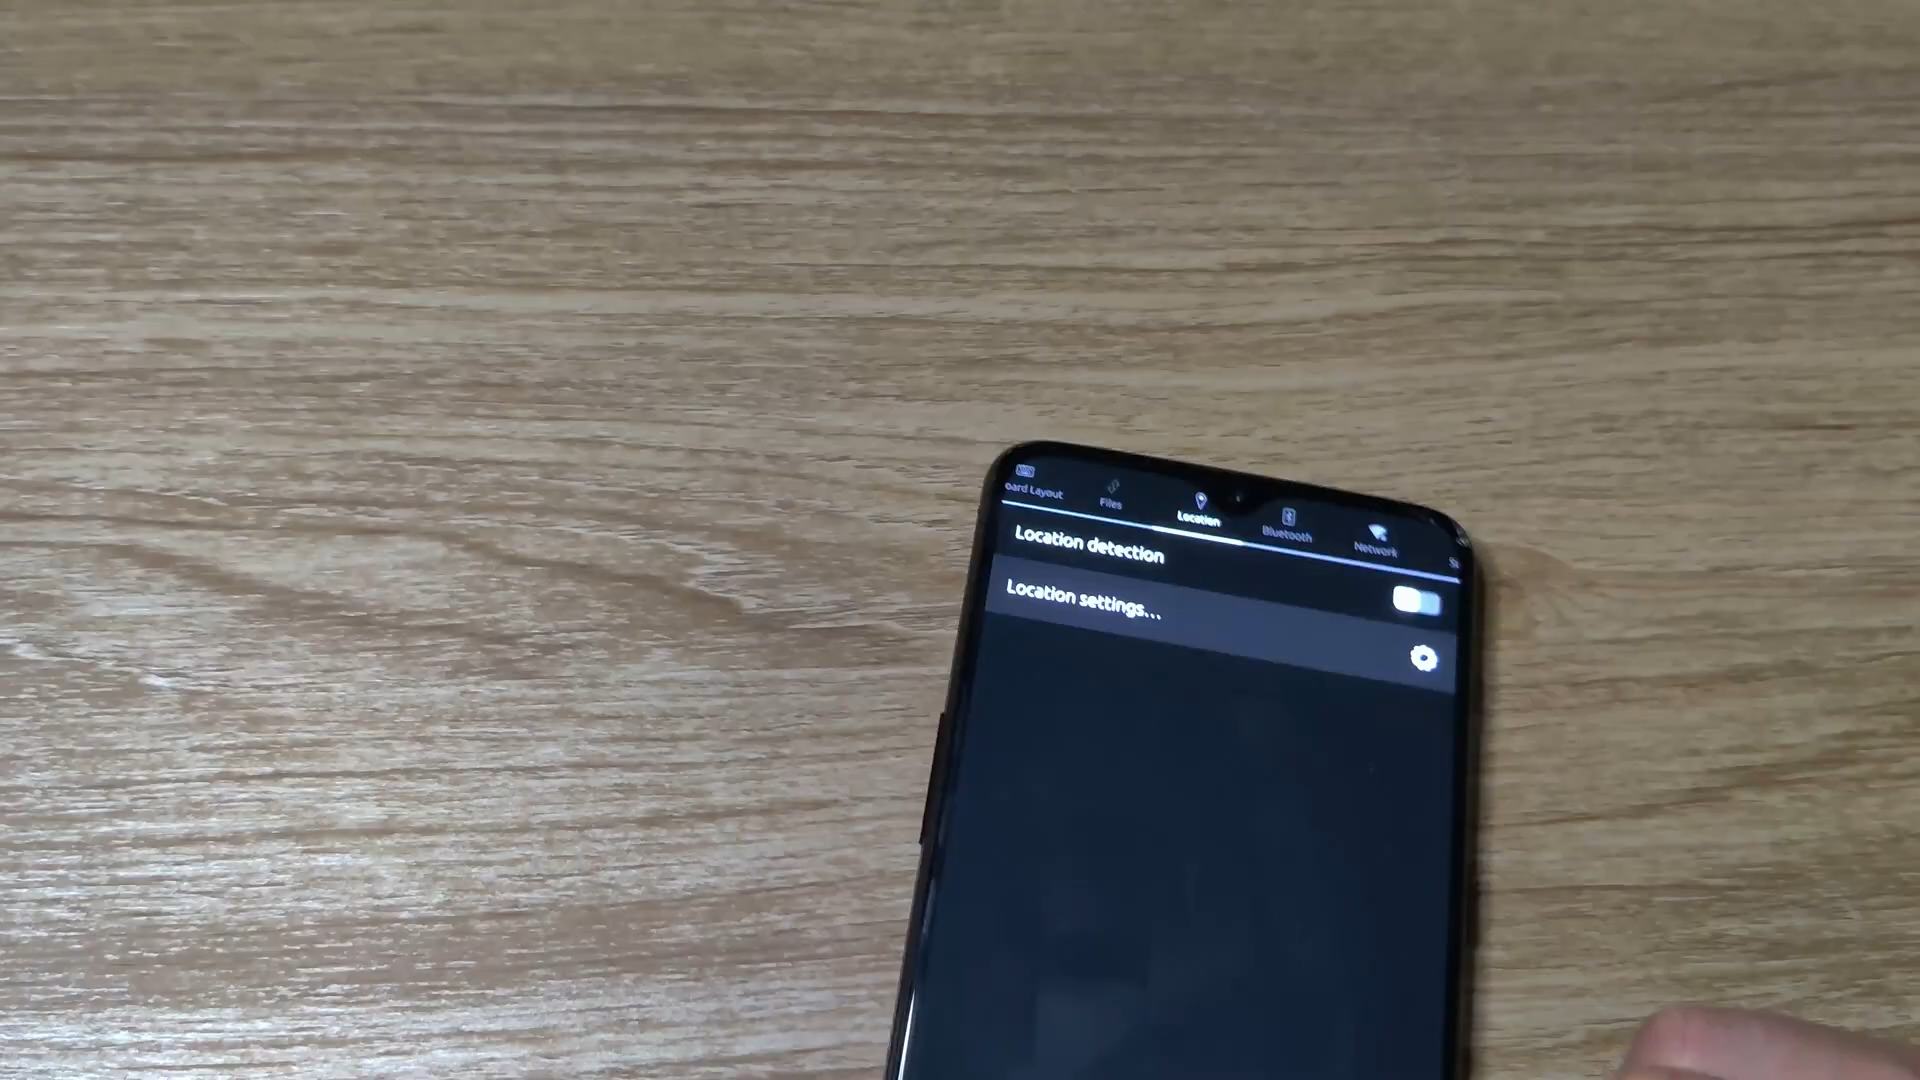 oard Layout
Files
Location
Bluetooth
Network
Location detection
Location settings...